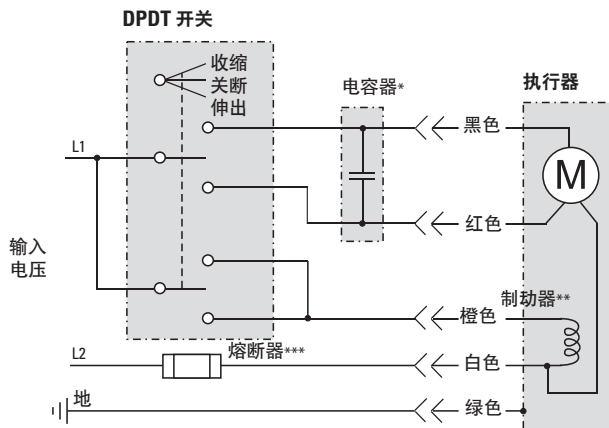 DPDT 开关
收缩
关断
伸出
电容器*
执行器
L1
黑色
M
红色
输入
电压
制动器**
橙色
L2
熔断器***
白色
地
绿色